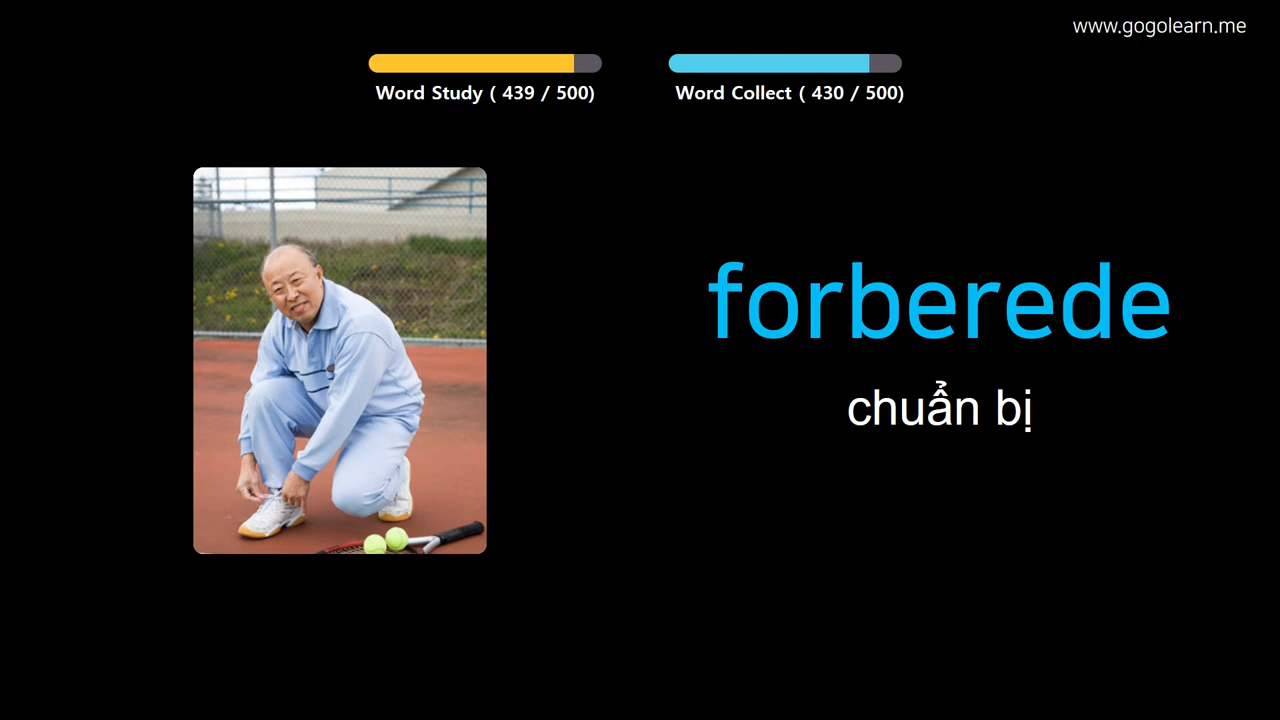 www.gogolearn.me
Word Study ( 439 / 500)
Word Collect ( 430 / 500)
forberede
chuẩn bị